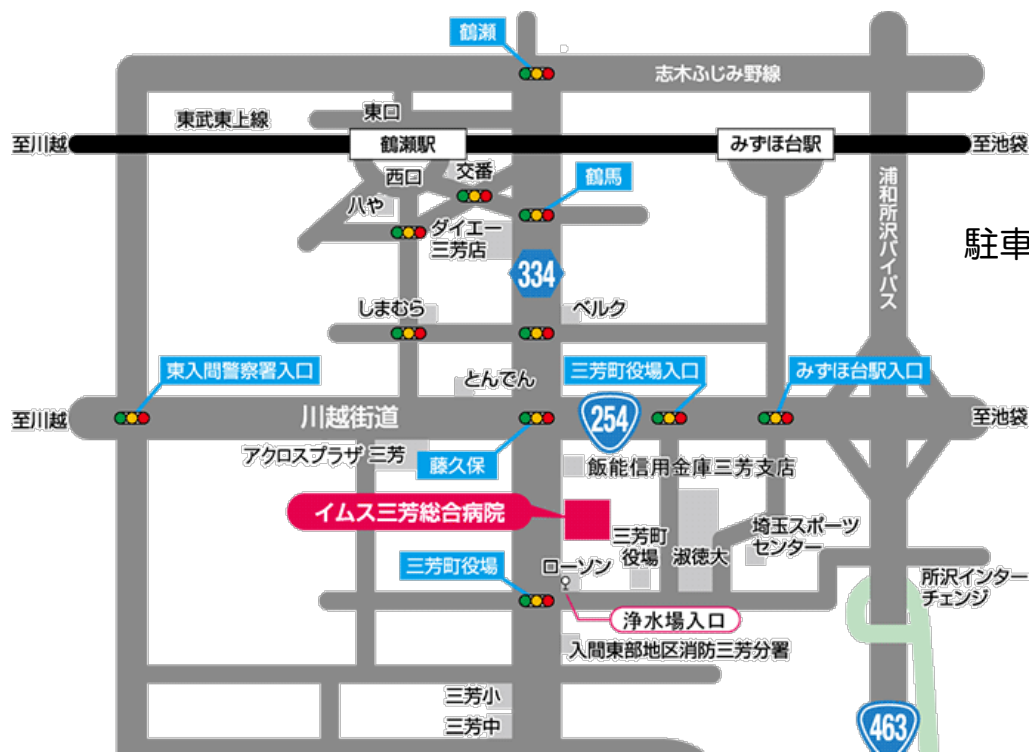 鶴瀬
志木ふじみ野線
東武東上線
東口
至川越
鶴瀬駅
みずほ台駅
至池袋
西口
交番
鶴馬
浦和所沢バイパス
八や
ダイエー
三芳店
駐車
334
しまむら
ベルク
東入間警察署入口
とんでん
三芳町役場入口
みずほ台駅入口
至川越
川越街道
254
至池袋
アクロスプラザ 三芳
藤久保
飯能信用金庫三芳支店
イムス三芳総合病院
三芳町
役場
淑徳大
埼玉スポーツ
センター
三芳町役場
ローソン
所沢インター
チェンジ
浄水場入口
入間東部地区消防三芳分署
三芳小
三芳中
463